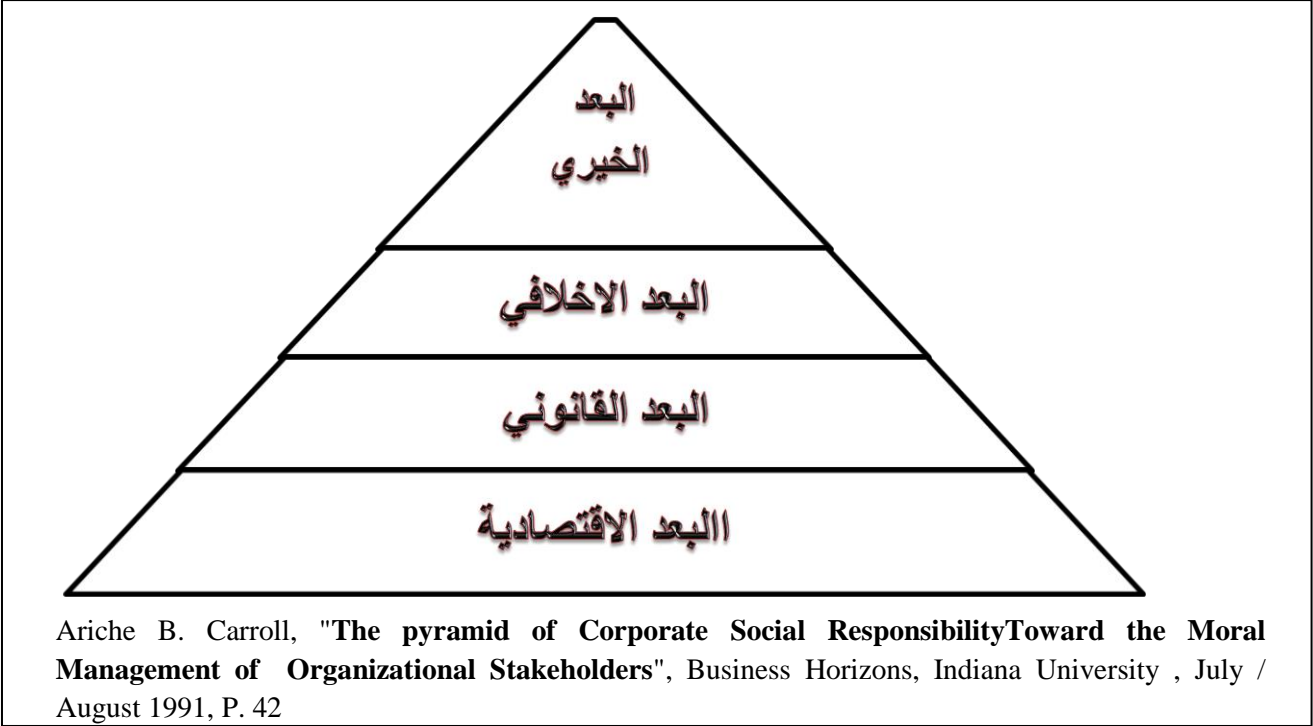 البعد
الخيري
البعد الاخلافي
البعد القانوني
االبعد الاقتصادية
Ariche B. Carroll, "The pyramid of Corporate Social ResponsibilityToward the Moral
Management of Organizational Stakeholders", Business Horizons, Indiana University , July /
August 1991, P. 42